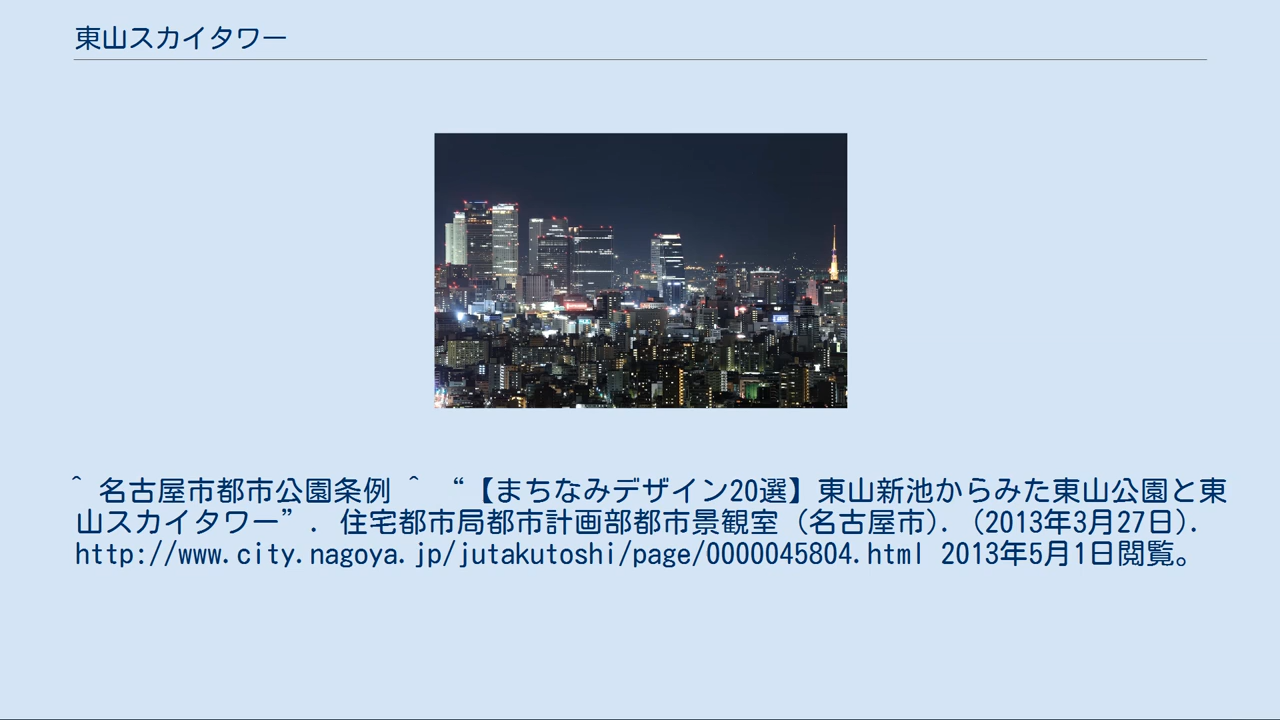 東山スカイタワー
^ 名古屋市都市公園条例 ^ “【まちなみデザイン20選】東山新池からみた東山公園と東
山スカイタワー”. 住宅都市局都市計画部都市景観室 (名古屋市). (2013年3月27日).
http://www.city.nagoya.jp/jutakutoshi/page/0000045804.html 2013年5月1日閲覧。